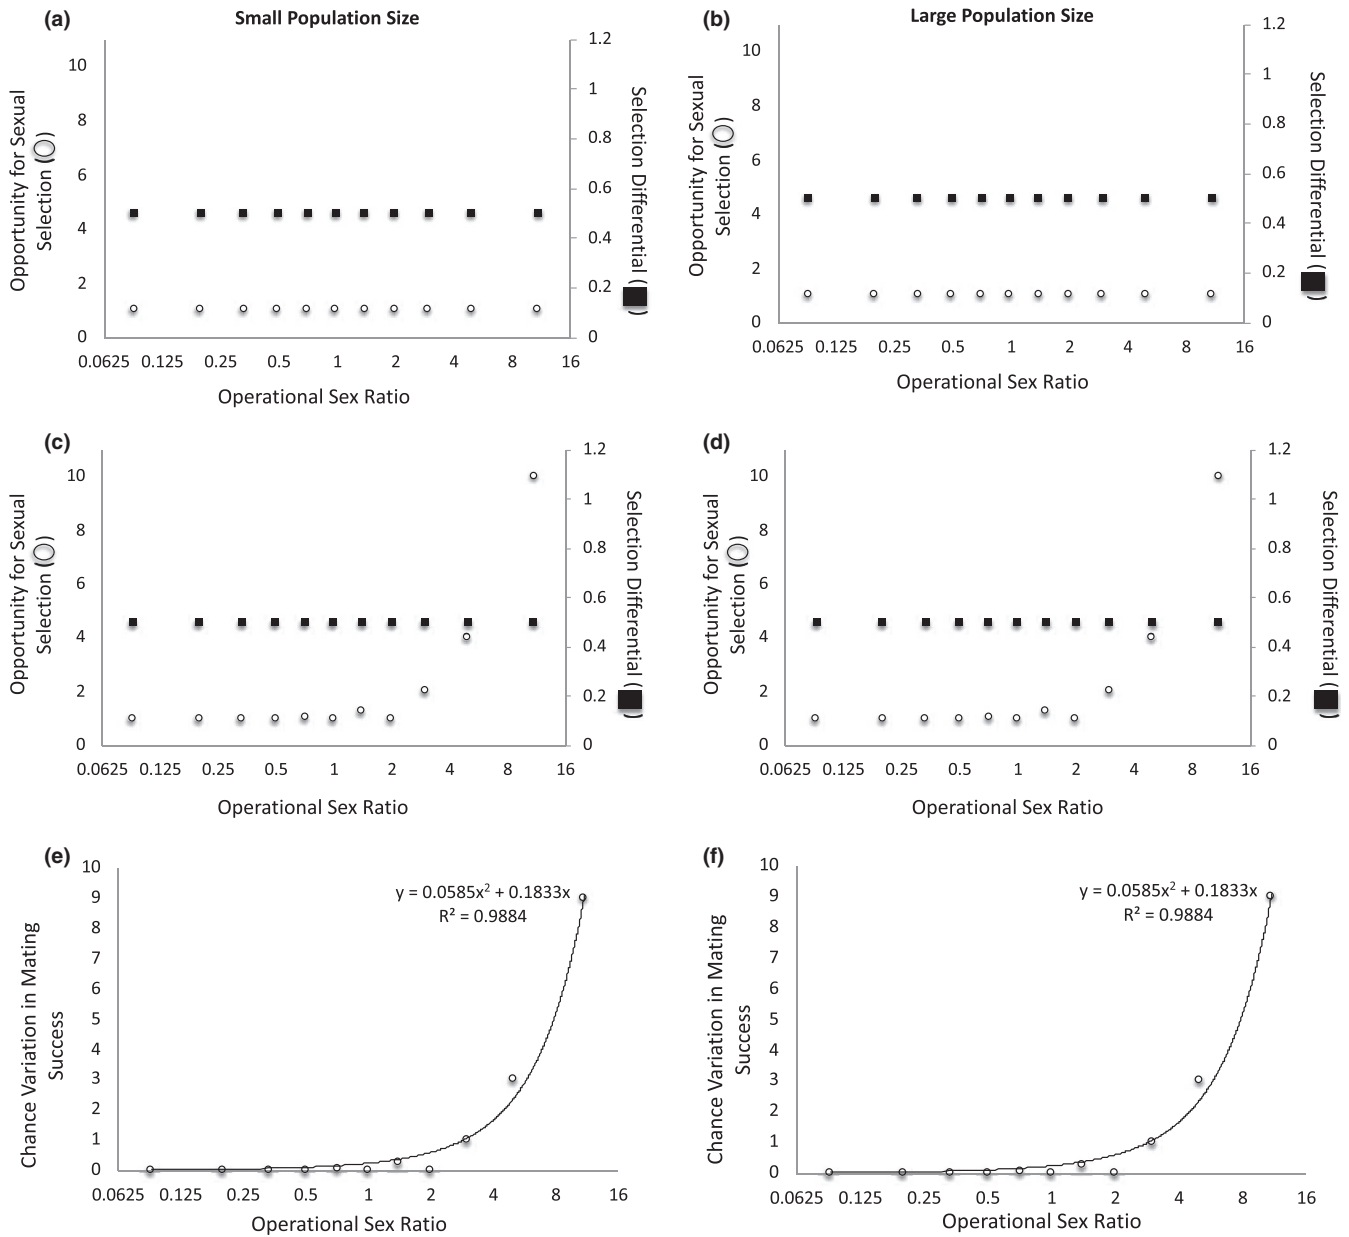 (a)
Small Population Size
Opportunity for Sexual
Selection ( )
10
8
6
4
2
0
1.2
1
0.8
0.6
0.4
0.2
0
Selection Differential ( )
0.0625 0.125 0.25 0.5 1 2 4 8 16
Operational Sex Ratio
(b)
Large Population Size
Opportunity for Sexual
Selection ( )
10
8
6
4
2
0
1.2
1
0.8
0.6
0.4
0.2
0
Selection Differential ( )
0.0625 0.125 0.25 0.5 1 2 4 8 16
Operational Sex Ratio
(c)
Opportunity for Sexual
Selection ( )
10
8
6
4
2
0
1.2
1
0.8
0.6
0.4
0.2
0
Selection Differential ( )
0.0625 0.125 0.25 0.5 1 2 4 8 16
Operational Sex Ratio
(d)
Opportunity for Sexual
Selection ( )
10
8
6
4
2
0
1.2
1
0.8
0.6
0.4
0.2
0
Selection Differential ( )
0.0625 0.125 0.25 0.5 1 2 4 8 16
Operational Sex Ratio
(e)
Chance Variation in Mating
Success
10
9
8
7
6
5
4
3
2
1
0
y = 0.0585x² + 0.1833x
R² = 0.9884
0.0625 0.125 0.25 0.5 1 2 4 8 16
Operational Sex Ratio
(f)
Chance Variation in Mating
Success
10
9
8
7
6
5
4
3
2
1
0
y = 0.0585x² + 0.1833x
R² = 0.9884
0.0625 0.125 0.25 0.5 1 2 4 8 16
Operational Sex Ratio